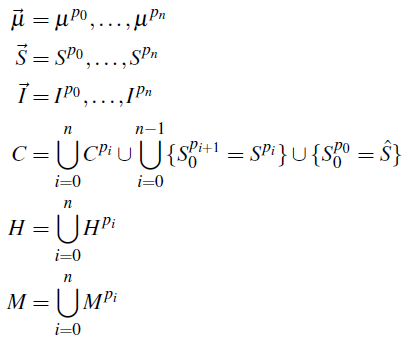 μ⃗ = μ^{p_0}, ..., μ^{p_n}
S⃗ = S^{p_0}, ..., S^{p_n}
I⃗ = I^{p_0}, ..., I^{p_n}
C = ⋃_{i=0}^{n} C^{p_i} ∪ ⋃_{i=0}^{n-1} {S_0^{p_{i+1}} = S^{p_i}} ∪ {S_0^{p_0} = Ŝ}
H = ⋃_{i=0}^{n} H^{p_i}
M = ⋃_{i=0}^{n} M^{p_i}